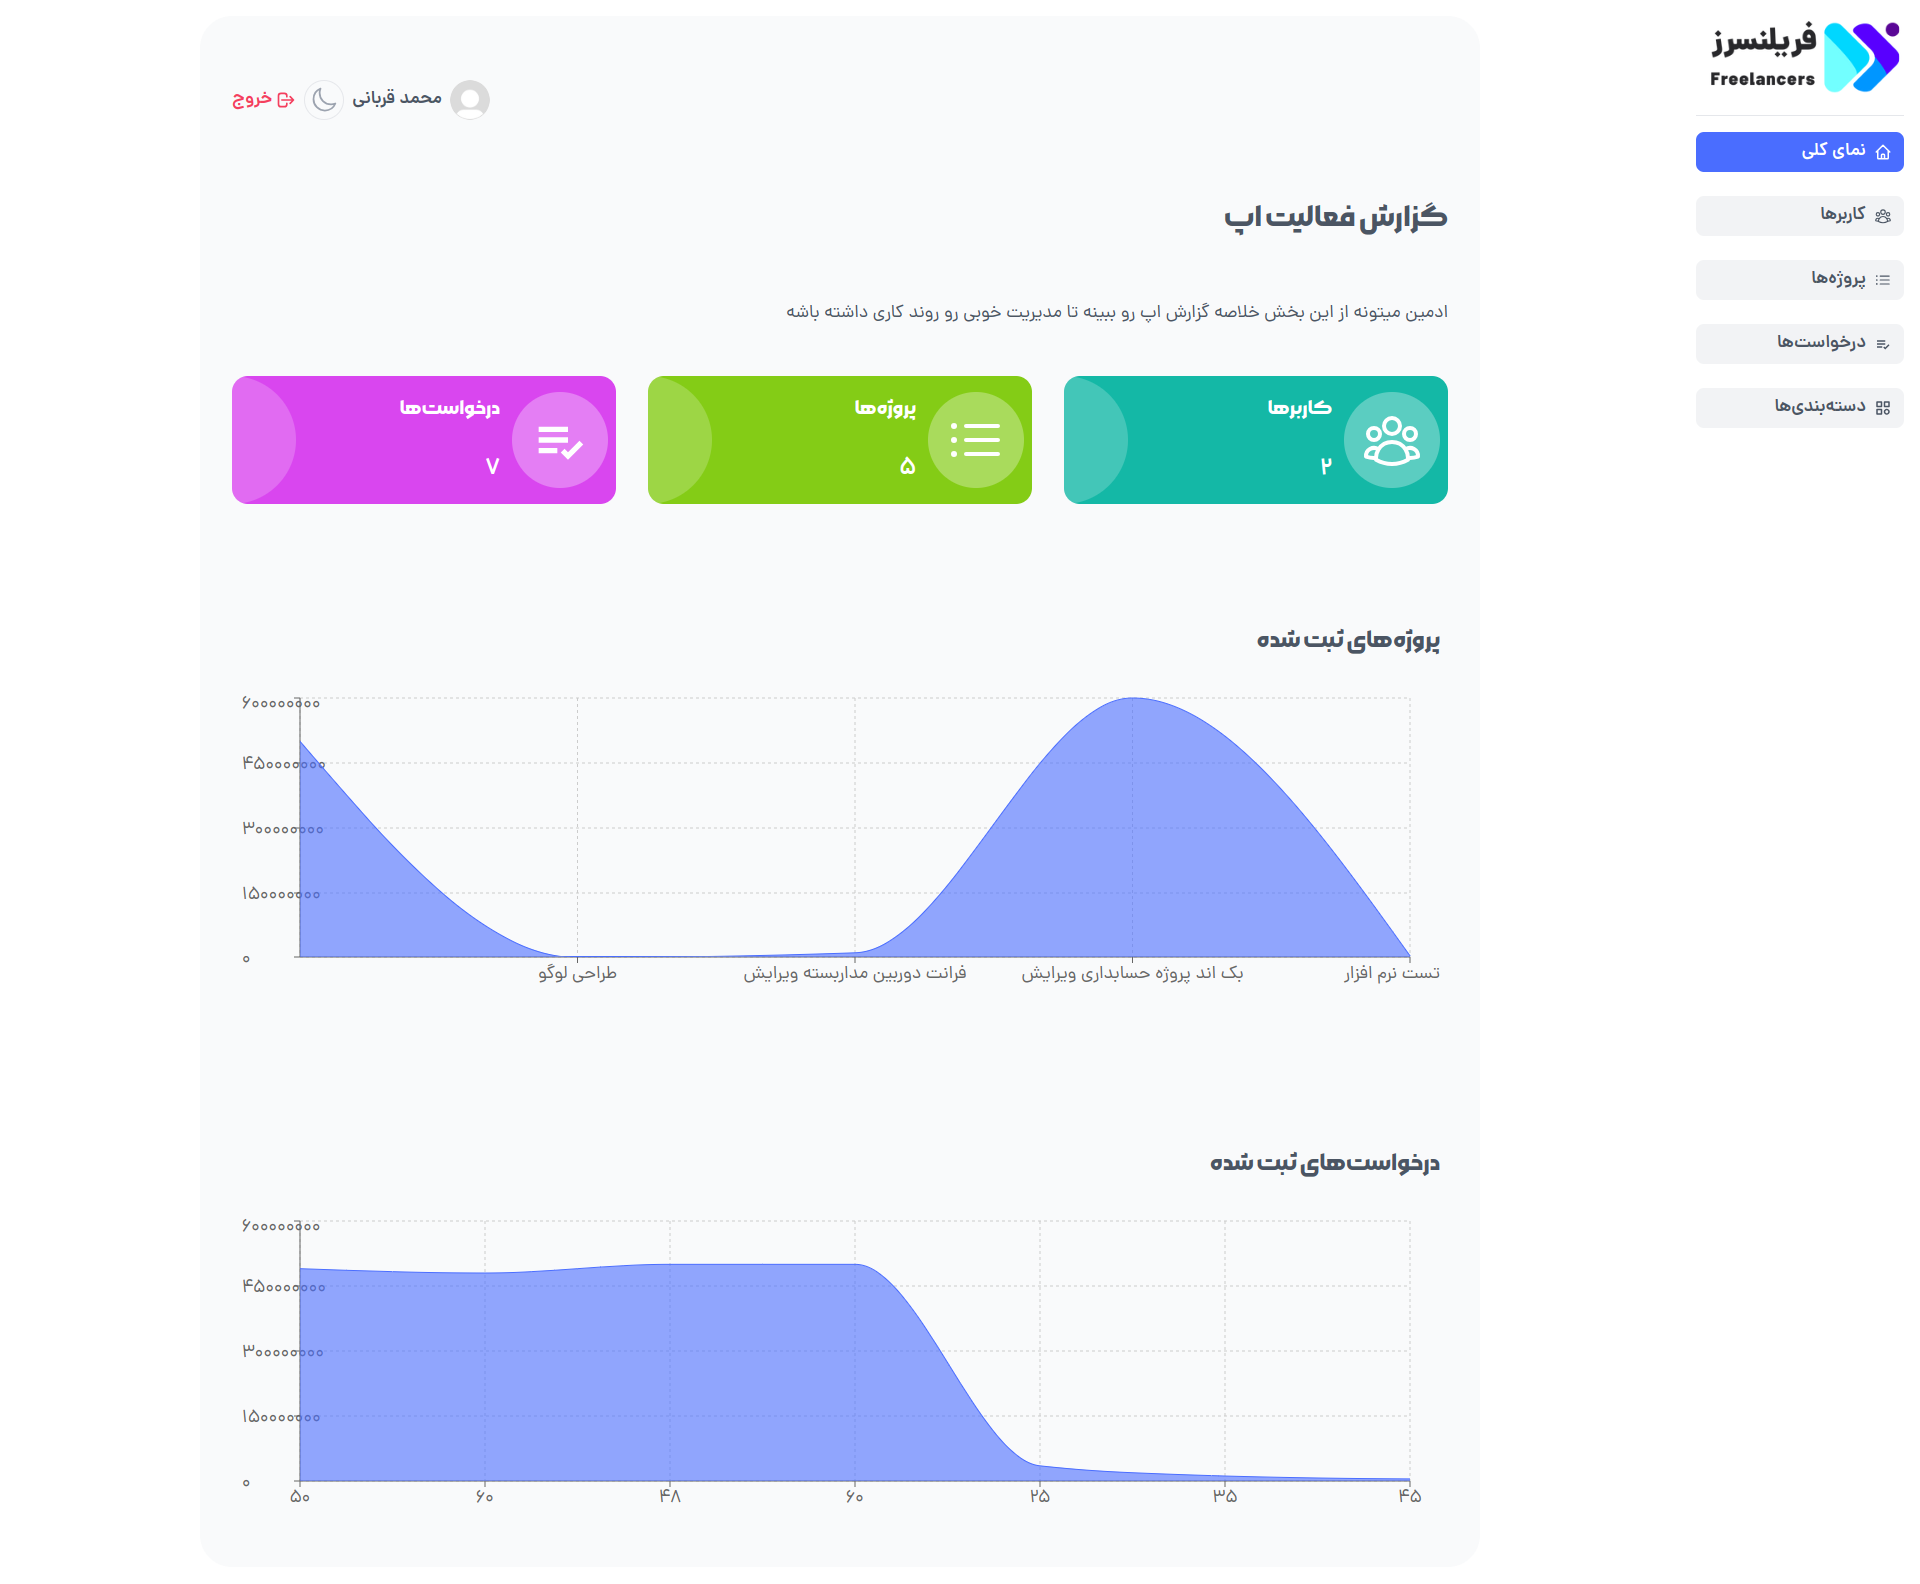 فریلنسرز
Freelancers
نمای کلی
کاربرها
پروژه‌ها
درخواست‌ها
دسته‌بندی‌ها
محمد قربانی
خروج
گزارش فعالیت اپ
ادمین میتونه از این بخش خلاصه گزارش اپ رو ببینه تا مدیریت خوبی رو روند کاری داشته باشه
کاربرها
۲
پروژه‌ها
۵
درخواست‌ها
۷
پروژه‌های ثبت شده
۶۰۰۰۰۰۰۰۰
۴۵۰۰۰۰۰۰۰
۳۰۰۰۰۰۰۰۰
۱۵۰۰۰۰۰۰۰
۰
تست نرم افزار
بک اند پروژه حسابداری ویرایش
فرانت دوربین مداربسته ویرایش
طراحی لوگو
درخواست‌های ثبت شده
۶۰۰۰۰۰۰۰۰
۴۵۰۰۰۰۰۰۰
۳۰۰۰۰۰۰۰۰
۱۵۰۰۰۰۰۰۰
۰
۴۵
۳۵
۲۵
۶۰
۴۸
۶۰
۵۰